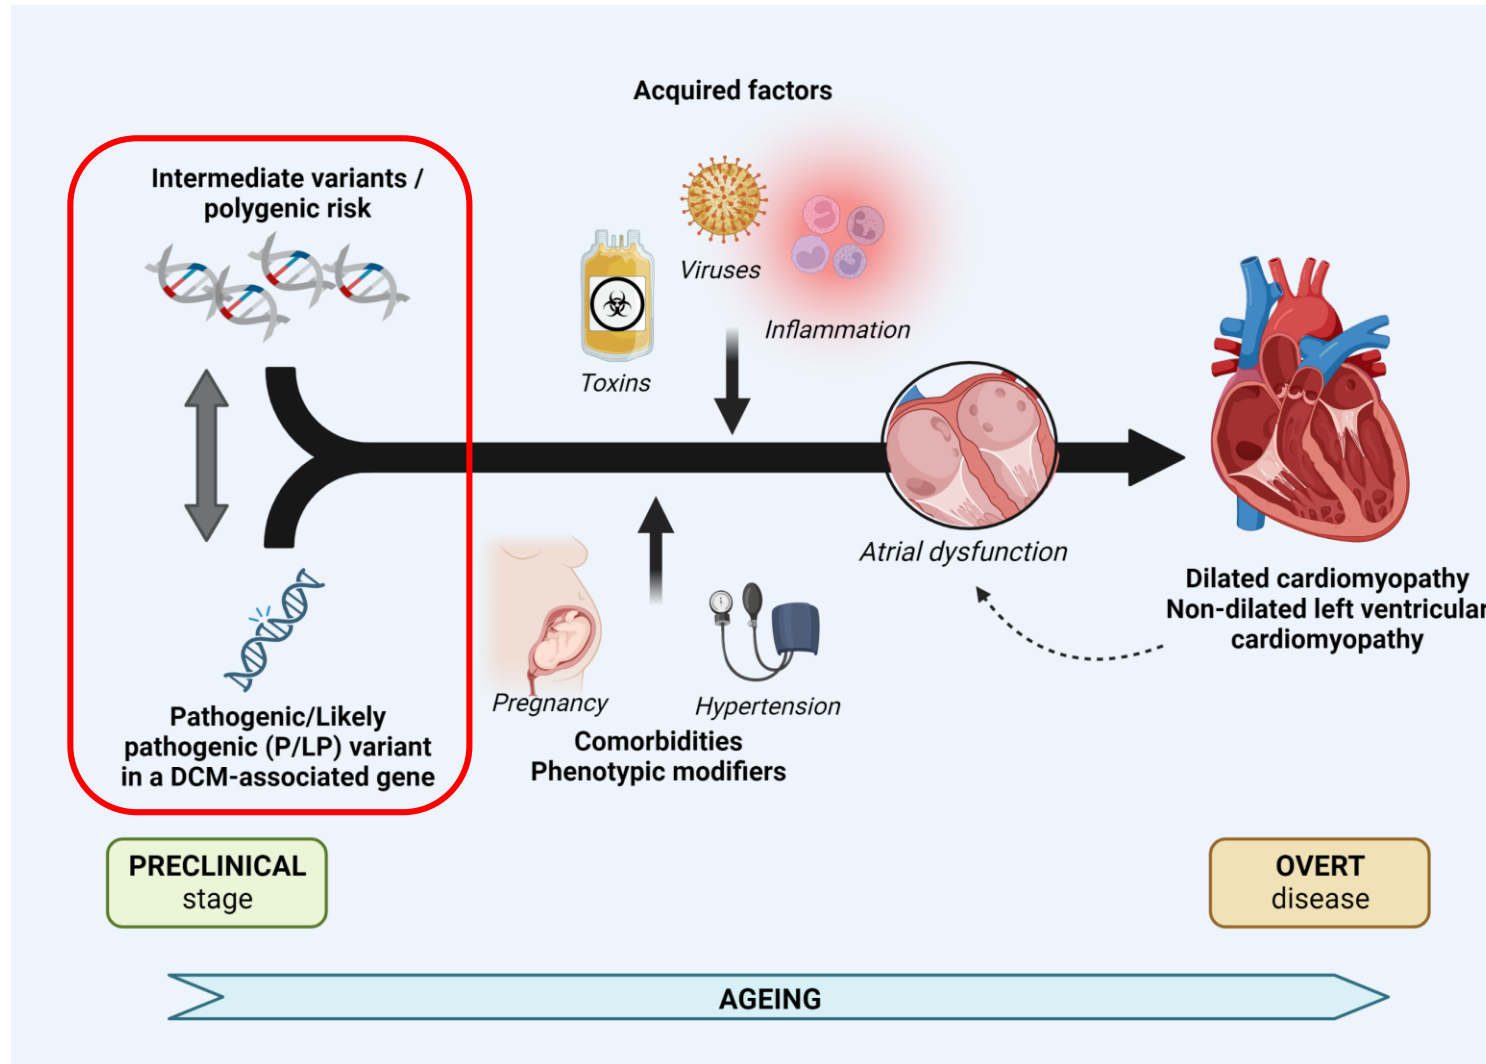 Acquired factors
Intermediate variants /
polygenic risk
Viruses
Inflammation
Toxins
Atrial dysfunction
Dilated cardiomyopathy
Non-dilated left ventricular
cardiomyopathy
Pathogenic/Likely
pathogenic (P/LP) variant
in a DCM-associated gene
Pregnancy
Hypertension
Comorbidities
Phenotypic modifiers
PRECLINICAL
stage
OVERT
disease
AGEING